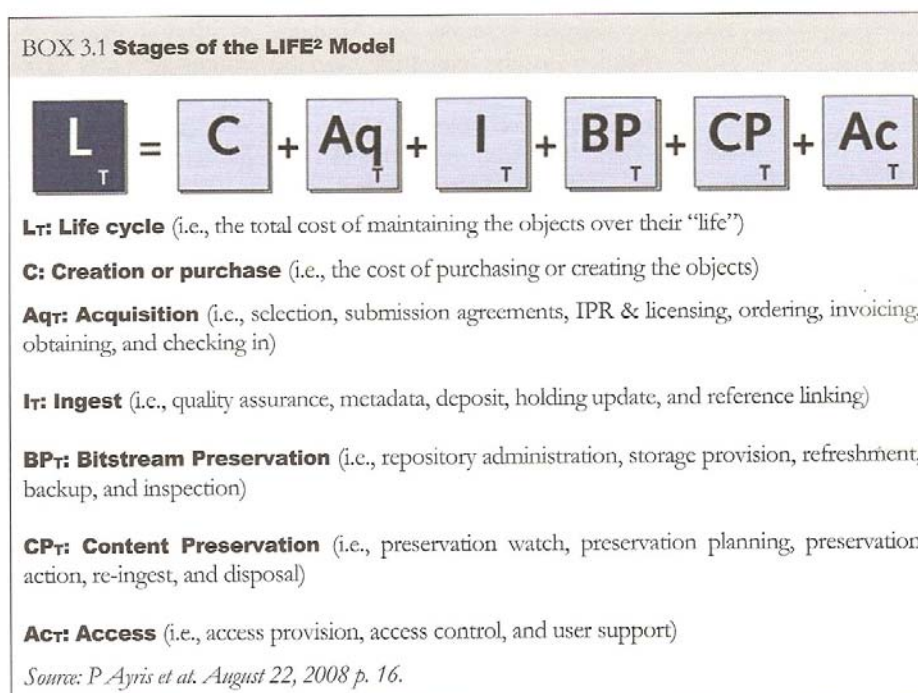 BOX 3.1 Stages of the LIFE² Model
L T = C + Aq T + I T + BP T + CP T + Ac T
LT: Life cycle (i.e., the total cost of maintaining the objects over their “life”)
C: Creation or purchase (i.e., the cost of purchasing or creating the objects)
AqT: Acquisition (i.e., selection, submission agreements, IPR & licensing, ordering, invoicing,
obtaining, and checking in)
IT: Ingest (i.e., quality assurance, metadata, deposit, holding update, and reference linking)
BPT: Bitstream Preservation (i.e., repository administration, storage provision, refreshment,
backup, and inspection)
CPT: Content Preservation (i.e., preservation watch, preservation planning, preservation
action, re-ingest, and disposal)
AcT: Access (i.e., access provision, access control, and user support)
Source: P Ayris et at. August 22, 2008 p. 16.